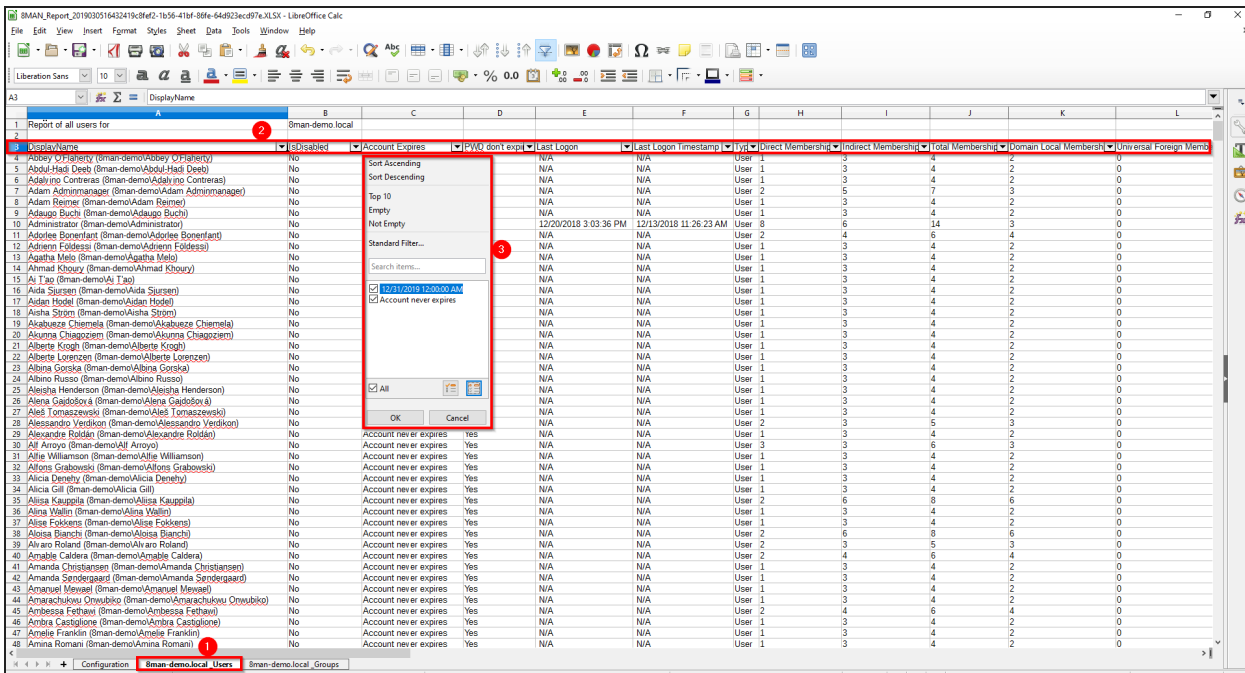 8MAN_Report_2019030516432419c8fef2-1b56-41bf-86fe-64d923ecd97e.XLSX - LibreOffice Calc
File Edit View Insert Format Styles Sheet Data Tools Window Help
Liberation Sans 10 % 0.0
A3 DisplayName
A B C D E F G H I J K L
1 Report of all users for 8man-demo.local
2
2
3 DisplayName IsDisabled Account Expires PWD don't expir Last Logon Last Logon Timestamp Typ Direct Membership Indirect Membership Total Membership Domain Local Membersh Universal Foreign Memb
4 Abbey O'Flaherty (8man-demo\Abbey O'Flaherty) No N/A N/A User 1 3 4 2 0
5 Abdul-Hadi Deeb (8man-demo\Abdul-Hadi Deeb) No N/A N/A User 1 3 4 2 0
6 Adalvino Contreras (8man-demo\Adalvino Contreras) No N/A N/A User 1 3 4 2 0
7 Adam Adminmanager (8man-demo\Adam Adminmanager) No N/A N/A User 2 5 7 3 0
8 Adam Reimer (8man-demo\Adam Reimer) No N/A N/A User 1 3 4 2 0
9 Adaugo Buchi (8man-demo\Adaugo Buchi) No N/A N/A User 1 3 4 2 0
10 Administrator (8man-demo\Administrator) No 12/20/2018 3:03:36 PM 12/13/2018 11:26:23 AM User 8 6 14 3 0
11 Adorlee Bonenfant (8man-demo\Adorlee Bonenfant) No N/A N/A User 2 4 6 4 0
12 Adrienn Földessi (8man-demo\Adrienn Földessi) No N/A N/A User 1 3 4 2 0
13 Agatha Melo (8man-demo\Agatha Melo) No N/A N/A User 1 3 4 2 0
14 Ahmad Khoury (8man-demo\Ahmad Khoury) No N/A N/A User 1 3 4 2 0
15 Ai T'ao (8man-demo\Ai T'ao) No N/A N/A User 1 3 4 2 0
16 Aida Sjursen (8man-demo\Aida Sjursen) No N/A N/A User 1 3 4 2 0
17 Aidan Hodel (8man-demo\Aidan Hodel) No N/A N/A User 1 3 4 2 0
18 Aisha Ström (8man-demo\Aisha Ström) No N/A N/A User 1 3 4 2 0
19 Akabueze Chiemela (8man-demo\Akabueze Chiemela) No N/A N/A User 1 3 4 2 0
20 Akunna Chiagoziem (8man-demo\Akunna Chiagoziem) No N/A N/A User 1 3 4 2 0
21 Alberte Krogh (8man-demo\Alberte Krogh) No N/A N/A User 1 3 4 2 0
22 Alberte Lorenzen (8man-demo\Alberte Lorenzen) No N/A N/A User 1 3 4 2 0
23 Albina Gorska (8man-demo\Albina Gorska) No N/A N/A User 1 3 4 2 0
24 Albino Russo (8man-demo\Albino Russo) No N/A N/A User 1 3 4 2 0
25 Aleisha Henderson (8man-demo\Aleisha Henderson) No N/A N/A User 1 3 4 2 0
26 Alena Gajdošová (8man-demo\Alena Gajdošová) No N/A N/A User 1 3 4 2 0
27 Aleš Tomaszewski (8man-demo\Aleš Tomaszewski) No N/A N/A User 1 3 4 2 0
28 Alessandro Verdikon (8man-demo\Alessandro Verdikon) No N/A N/A User 2 3 5 3 0
Sort Ascending
Sort Descending
Top 10
Empty
Not Empty
Standard Filter...
3
Search items...
12/31/2019 12:00:00 AM
Account never expires
All
OK Cancel
29 Alexandre Roldán (8man-demo\Alexandre Roldán) No Account never expires Yes N/A N/A User 1 3 4 2 0
30 Alf Arroyo (8man-demo\Alf Arroyo) No Account never expires Yes N/A N/A User 3 3 6 3 0
31 Alfie Williamson (8man-demo\Alfie Williamson) No Account never expires Yes N/A N/A User 1 3 4 2 0
32 Alfons Grabowski (8man-demo\Alfons Grabowski) No Account never expires Yes N/A N/A User 1 3 4 2 0
33 Alicia Denehy (8man-demo\Alicia Denehy) No Account never expires Yes N/A N/A User 1 3 4 2 0
34 Alicia Gill (8man-demo\Alicia Gill) No Account never expires Yes N/A N/A User 1 3 4 2 0
35 Aliisa Kauppila (8man-demo\Aliisa Kauppila) No Account never expires Yes N/A N/A User 2 6 8 6 0
36 Alina Wallin (8man-demo\Alina Wallin) No Account never expires Yes N/A N/A User 1 3 4 2 0
37 Alise Fokkens (8man-demo\Alise Fokkens) No Account never expires Yes N/A N/A User 1 3 4 2 0
38 Aloisa Bianchi (8man-demo\Aloisa Bianchi) No Account never expires Yes N/A N/A User 2 6 8 6 0
39 Alvaro Roland (8man-demo\Alvaro Roland) No Account never expires Yes N/A N/A User 2 3 5 3 0
40 Amable Caldera (8man-demo\Amable Caldera) No Account never expires Yes N/A N/A User 2 4 6 4 0
41 Amanda Christiansen (8man-demo\Amanda Christiansen) No Account never expires Yes N/A N/A User 1 3 4 2 0
42 Amanda Søndergaard (8man-demo\Amanda Søndergaard) No Account never expires Yes N/A N/A User 1 3 4 2 0
43 Amanuel Mewael (8man-demo\Amanuel Mewael) No Account never expires Yes N/A N/A User 1 3 4 2 0
44 Amarachukwu Onwubiko (8man-demo\Amarachukwu Onwubiko) No Account never expires Yes N/A N/A User 1 3 4 2 0
45 Ambessa Fethawi (8man-demo\Ambessa Fethawi) No Account never expires Yes N/A N/A User 2 4 6 4 0
46 Ambra Castiglione (8man-demo\Ambra Castiglione) No Account never expires Yes N/A N/A User 1 3 4 2 0
47 Amelie Franklin (8man-demo\Amelie Franklin) No Account never expires Yes N/A N/A User 1 3 4 2 0
48 Amina Romani (8man-demo\Amina Romani) No Account never expires Yes N/A N/A User 1 3 4 2 0
1
Configuration 8man-demo.local_Users 8man-demo.local_Groups